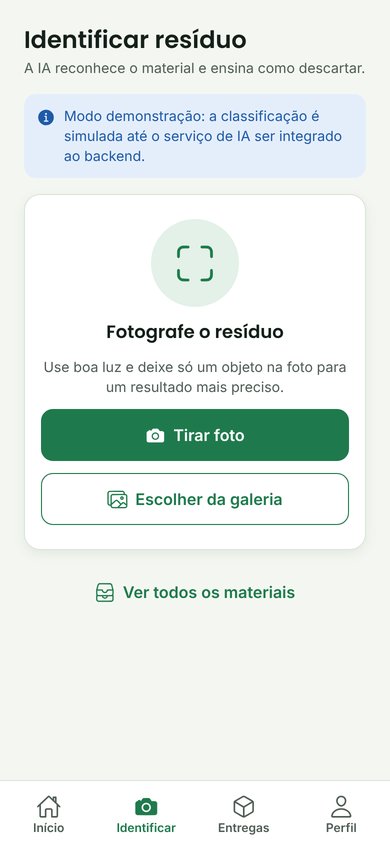 Identificar resíduo
A IA reconhece o material e ensina como descartar.
Modo demonstração: a classificação é
simulada até o serviço de IA ser integrado
ao backend.
Fotografe o resíduo
Use boa luz e deixe só um objeto na foto para
um resultado mais preciso.
Tirar foto
Escolher da galeria
Ver todos os materiais
Início
Identificar
Entregas
Perfil